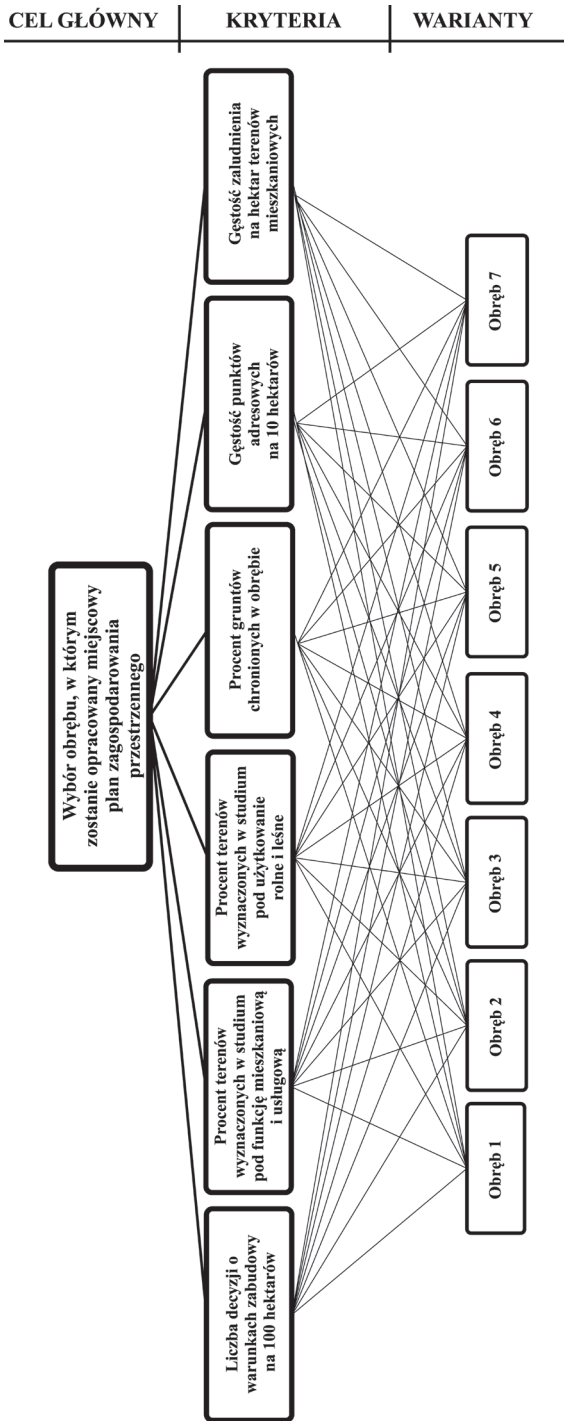 CEL GŁÓWNY
KRYTERIA
WARIANTY
Wybór obrębu, w którym
zostanie opracowany miejscowy
plan zagospodarowania
przestrzennego
Liczba decyzji o
warunkach zabudowy
na 100 hektarów
Procent terenów
wyznaczonych w studium
pod funkcję mieszkaniową
i usługową
Procent terenów
wyznaczonych w studium
pod użytkowanie
rolne i leśne
Procent gruntów
chronionych w obrębie
Gęstość punktów
adresowych
na 10 hektarów
Gęstość zaludnienia
na hektar terenów
mieszkaniowych
Obręb 1
Obręb 2
Obręb 3
Obręb 4
Obręb 5
Obręb 6
Obręb 7